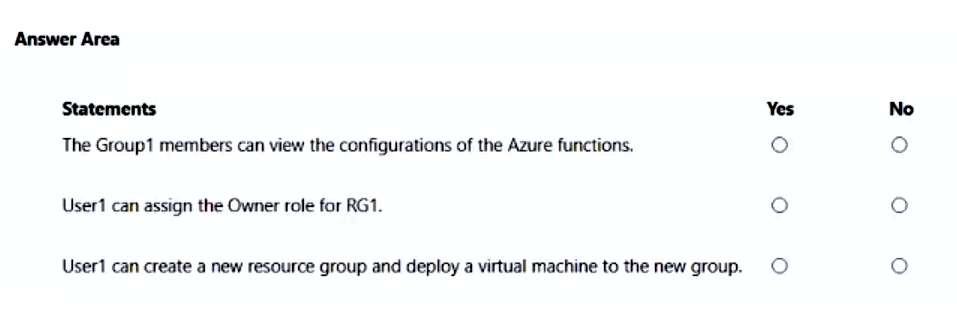 Answer Area
Statements Yes No
The Group1 members can view the configurations of the Azure functions.
User1 can assign the Owner role for RG1.
User1 can create a new resource group and deploy a virtual machine to the new group.